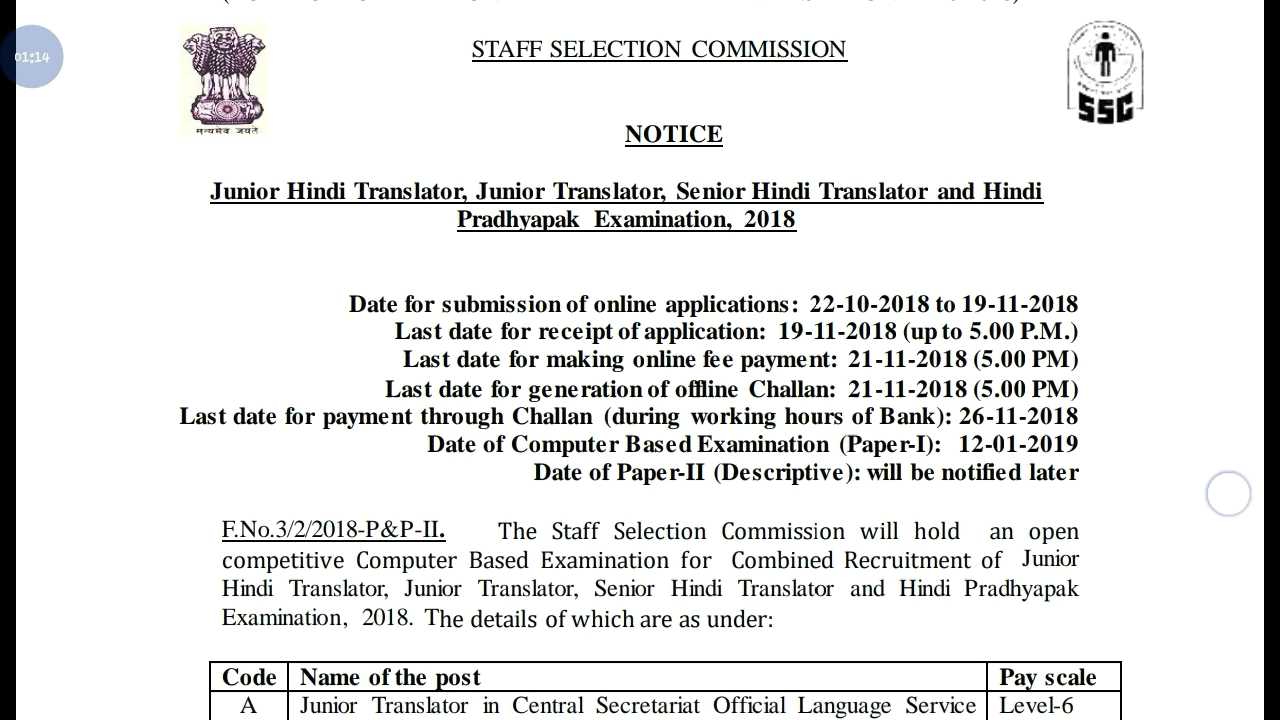 01:14
STAFF SELECTION COMMISSION
सत्यमेव जयते
SSC
NOTICE
Junior Hindi Translator, Junior Translator, Senior Hindi Translator and Hindi
Pradhyapak Examination, 2018
Date for submission of online applications: 22-10-2018 to 19-11-2018
Last date for receipt of application: 19-11-2018 (up to 5.00 P.M.)
Last date for making online fee payment: 21-11-2018 (5.00 PM)
Last date for generation of offline Challan: 21-11-2018 (5.00 PM)
Last date for payment through Challan (during working hours of Bank): 26-11-2018
Date of Computer Based Examination (Paper-I): 12-01-2019
Date of Paper-II (Descriptive): will be notified later
F.No.3/2/2018-P&P-II. The Staff Selection Commission will hold an open
competitive Computer Based Examination for Combined Recruitment of Junior
Hindi Translator, Junior Translator, Senior Hindi Translator and Hindi Pradhyapak
Examination, 2018. The details of which are as under:
Code Name of the post Pay scale
A Junior Translator in Central Secretariat Official Language Service Level-6